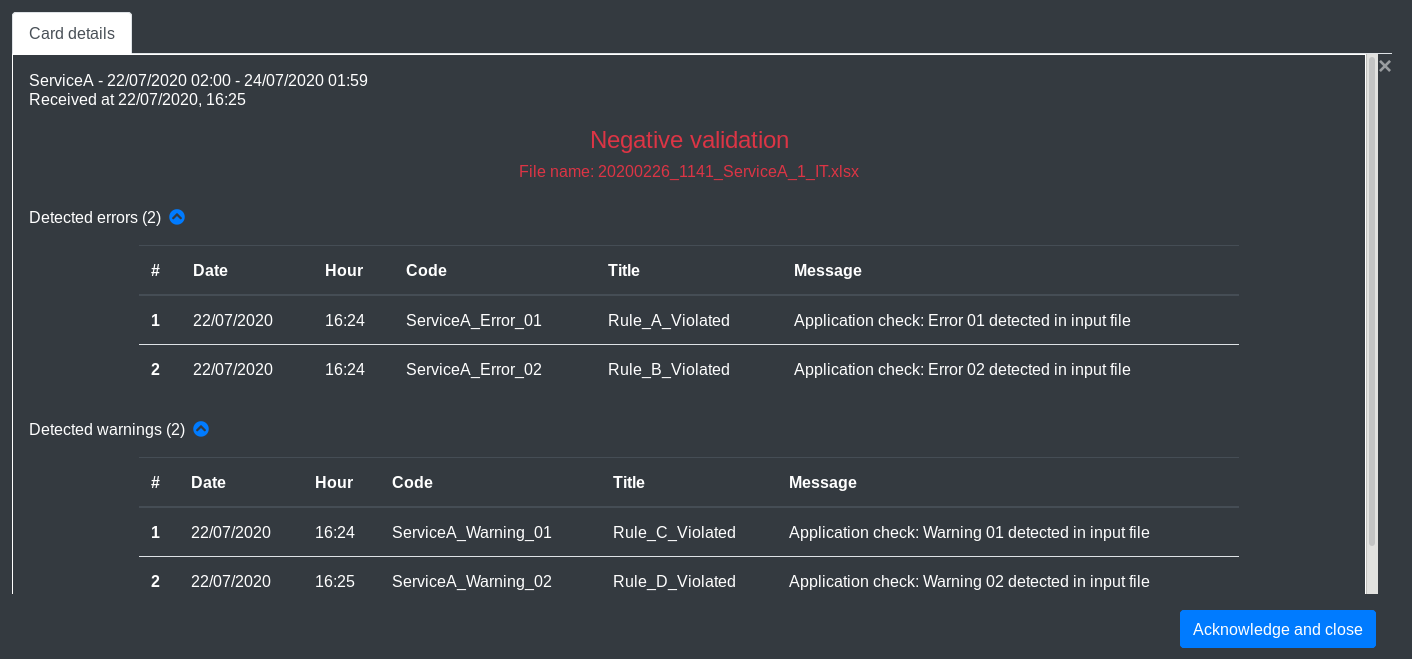 Card details
×
ServiceA - 22/07/2020 02:00 - 24/07/2020 01:59
Received at 22/07/2020, 16:25
Negative validation
File name: 20200226_1141_ServiceA_1_IT.xlsx
Detected errors (2)
# Date Hour Code Title Message
1 22/07/2020 16:24 ServiceA_Error_01 Rule_A_Violated Application check: Error 01 detected in input file
2 22/07/2020 16:24 ServiceA_Error_02 Rule_B_Violated Application check: Error 02 detected in input file
Detected warnings (2)
# Date Hour Code Title Message
1 22/07/2020 16:24 ServiceA_Warning_01 Rule_C_Violated Application check: Warning 01 detected in input file
2 22/07/2020 16:25 ServiceA_Warning_02 Rule_D_Violated Application check: Warning 02 detected in input file
Acknowledge and close